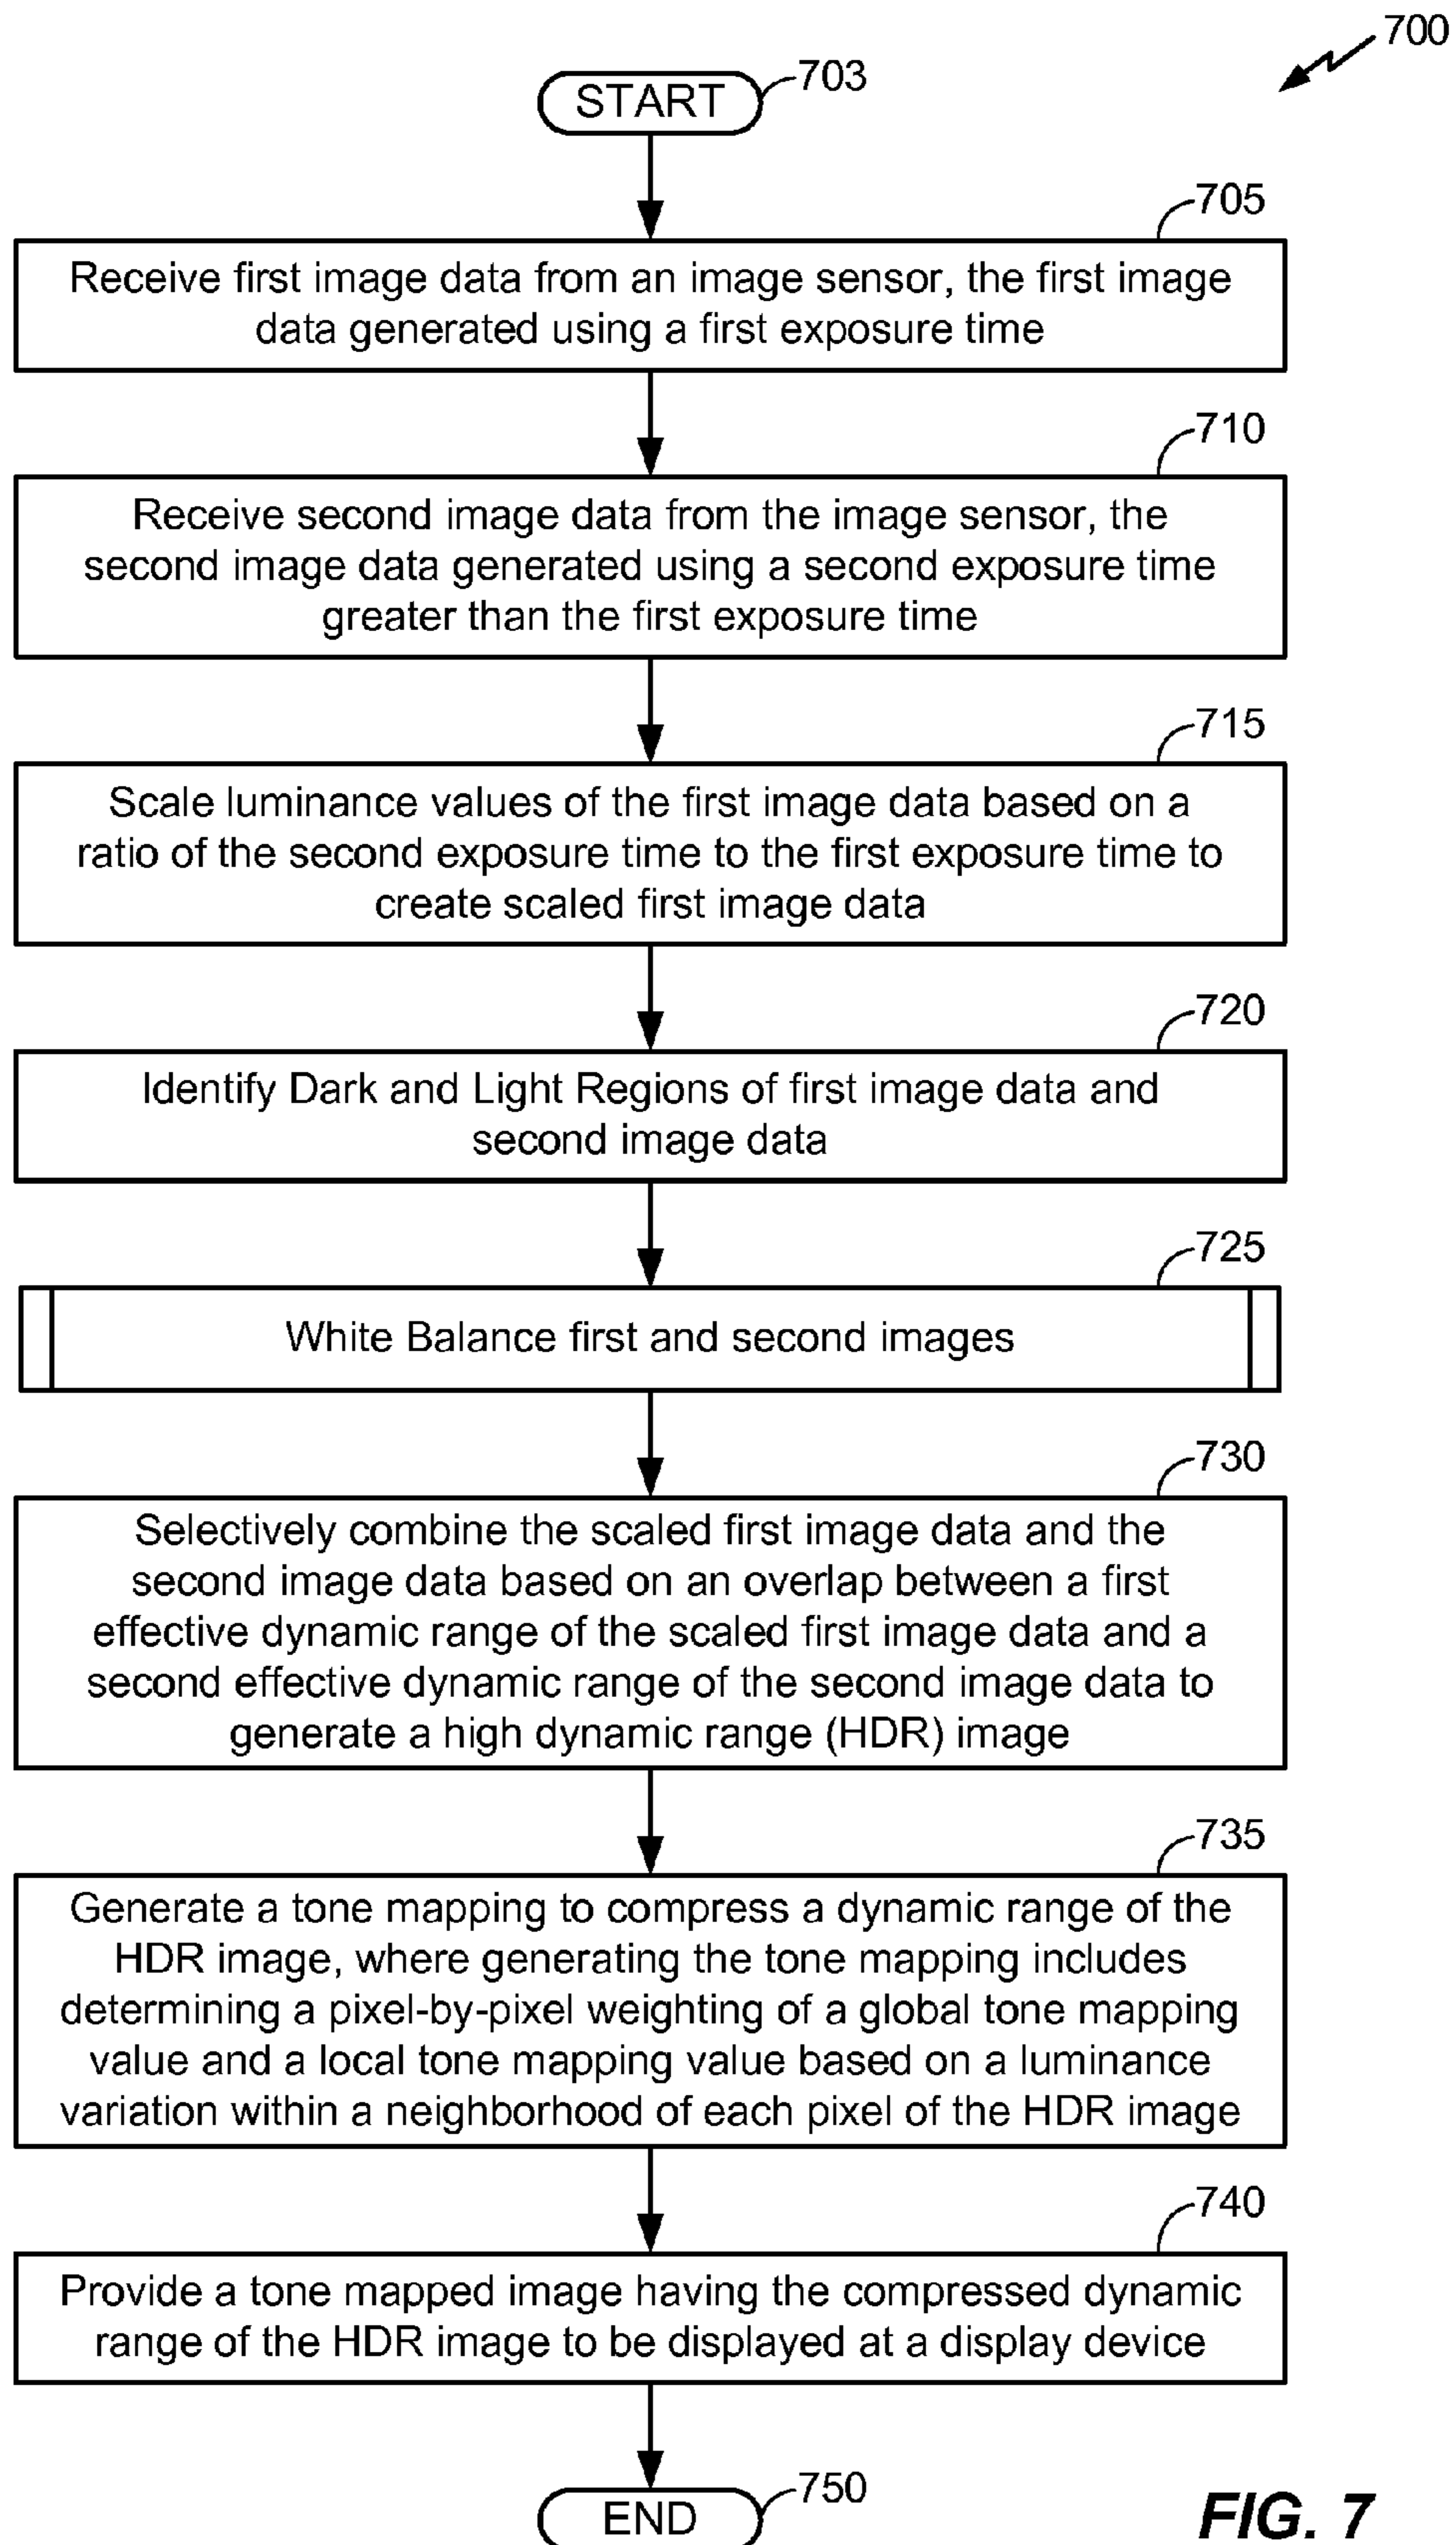 700
START
703
705
Receive first image data from an image sensor, the first image
data generated using a first exposure time
710
Receive second image data from the image sensor, the
second image data generated using a second exposure time
greater than the first exposure time
715
Scale luminance values of the first image data based on a
ratio of the second exposure time to the first exposure time to
create scaled first image data
720
Identify Dark and Light Regions of first image data and
second image data
725
White Balance first and second images
730
Selectively combine the scaled first image data and the
second image data based on an overlap between a first
effective dynamic range of the scaled first image data and a
second effective dynamic range of the second image data to
generate a high dynamic range (HDR) image
735
Generate a tone mapping to compress a dynamic range of the
HDR image, where generating the tone mapping includes
determining a pixel-by-pixel weighting of a global tone mapping
value and a local tone mapping value based on a luminance
variation within a neighborhood of each pixel of the HDR image
740
Provide a tone mapped image having the compressed dynamic
range of the HDR image to be displayed at a display device
750
END
FIG. 7